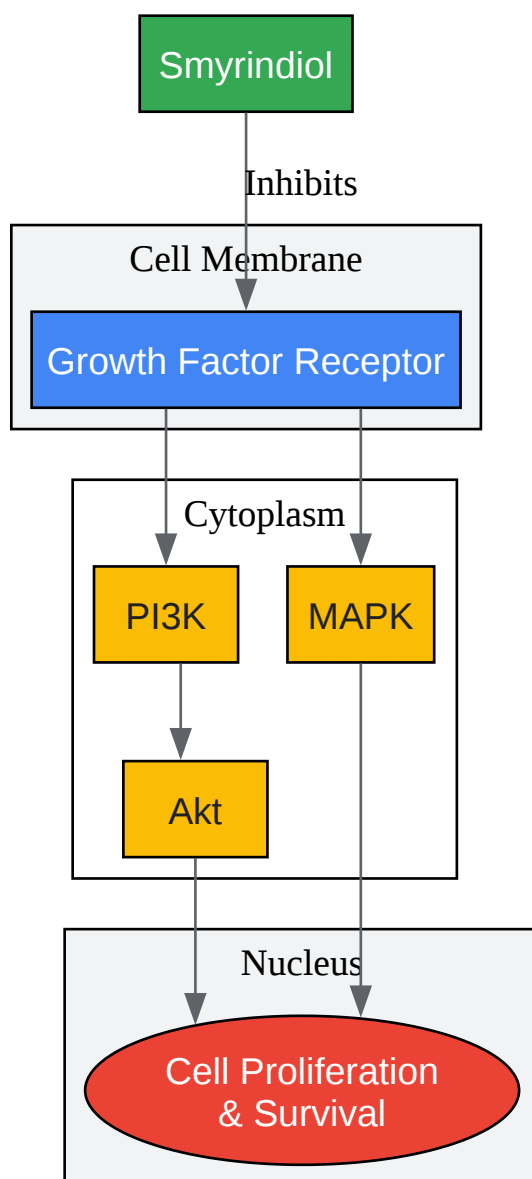 Smyrindiol
Inhibits
Cell Membrane
Growth Factor Receptor
Cytoplasm
PI3K
MAPK
Akt
Nucleus
Cell Proliferation
& Survival